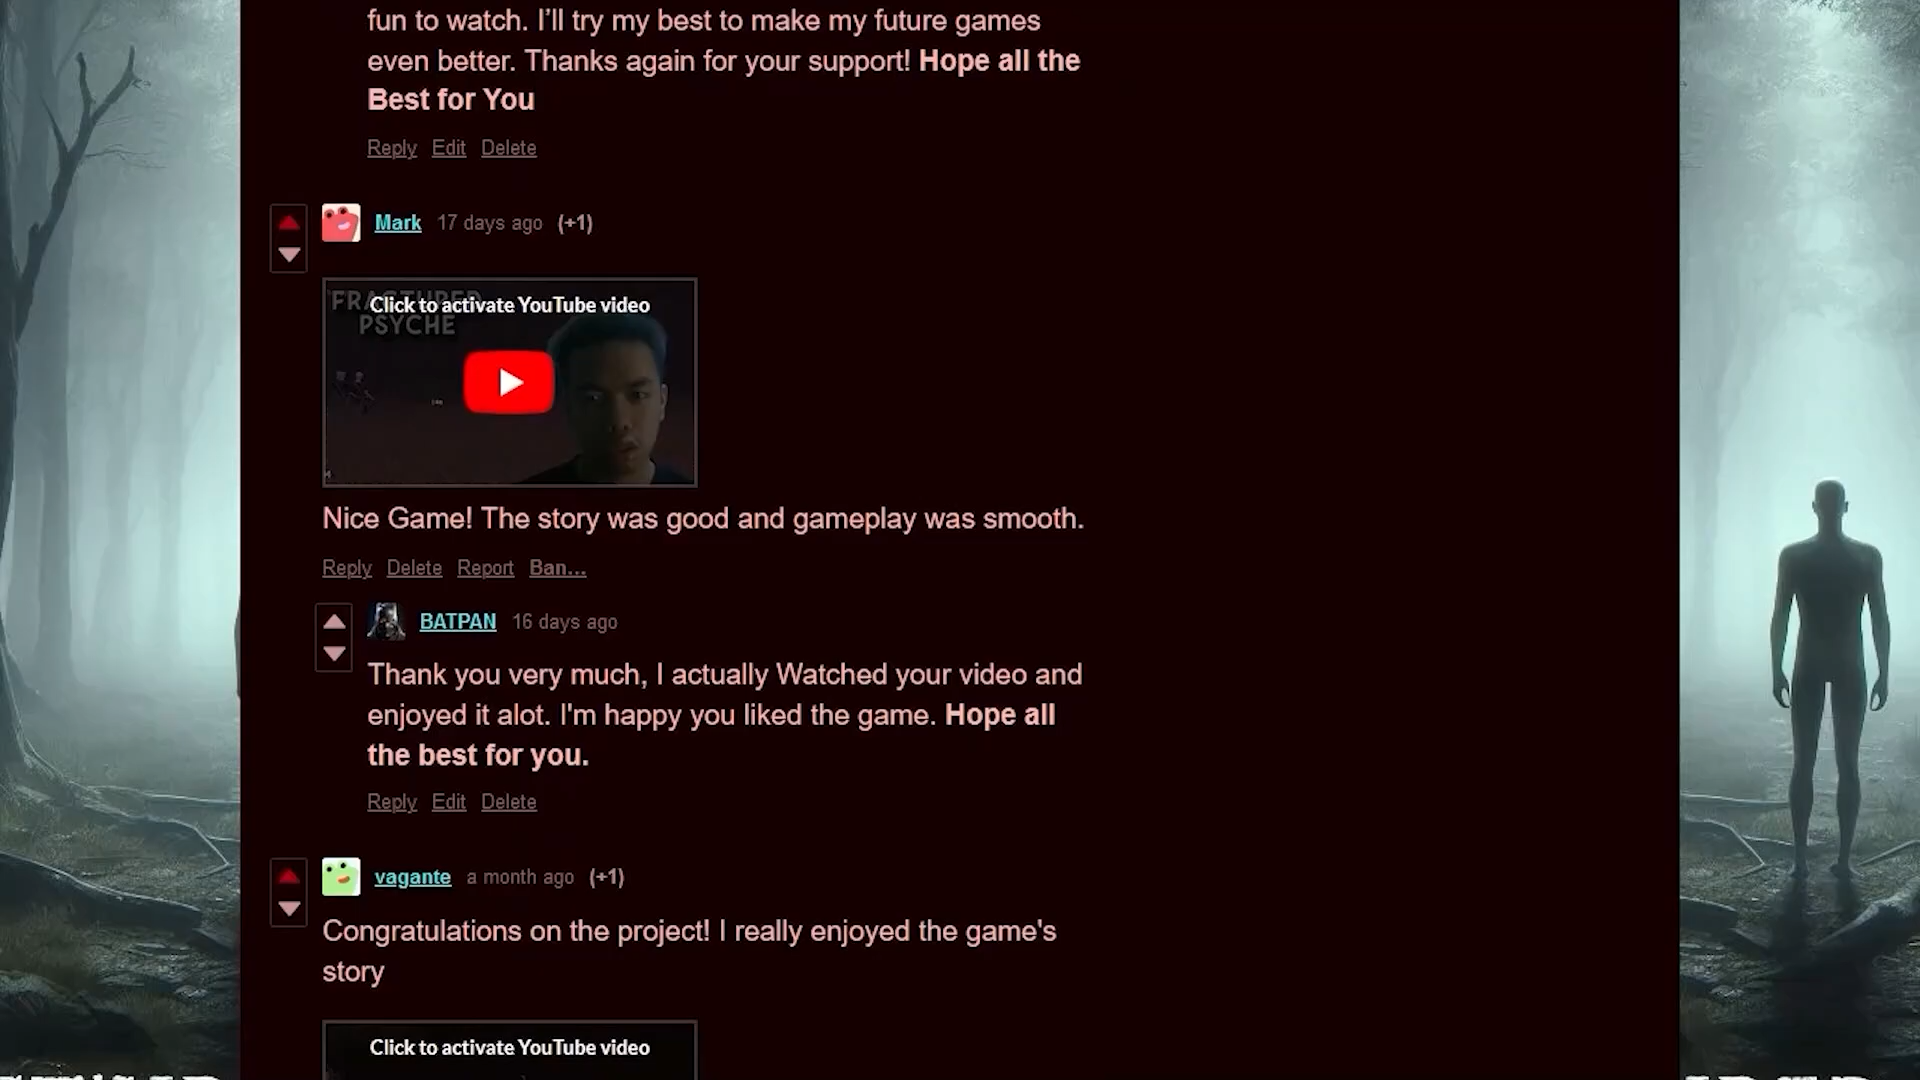 fun to watch. I'll try my best to make my future games
even better. Thanks again for your support! Hope all the
Best for You
Reply Edit Delete
Mark 17 days ago (+1)
FRACTURED
Click to activate YouTube video
PSYCHE
Nice Game! The story was good and gameplay was smooth.
Reply Delete Report Ban...
BATPAN 16 days ago
Thank you very much, I actually Watched your video and
enjoyed it alot. I'm happy you liked the game. Hope all
the best for you.
Reply Edit Delete
vagante a month ago (+1)
Congratulations on the project! I really enjoyed the game's
story
Click to activate YouTube video